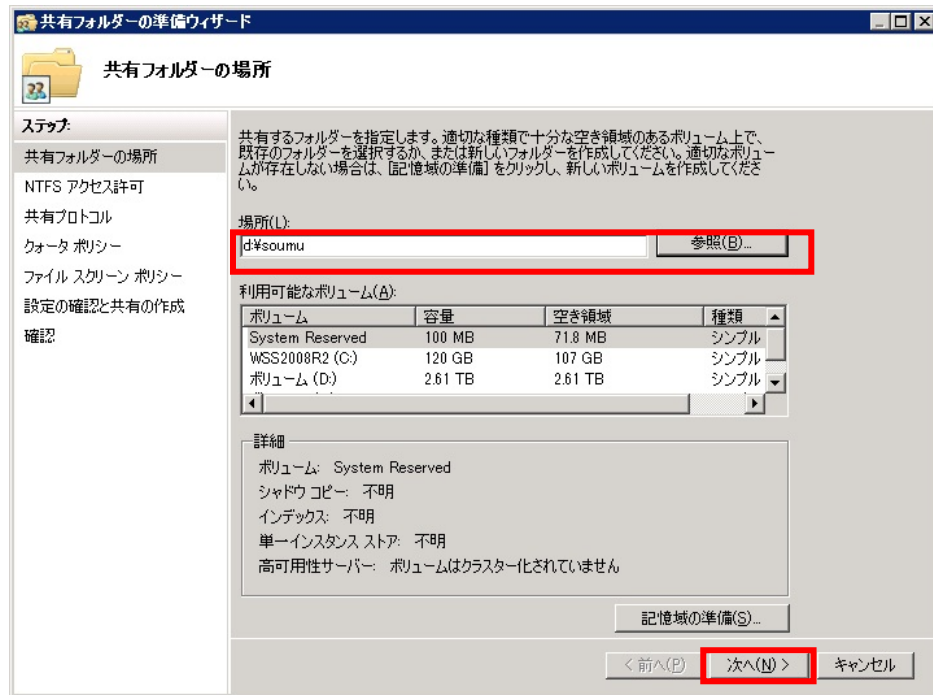 共有フォルダーの準備ウィザード
共有フォルダーの場所
ステップ:
共有フォルダーの場所
NTFS アクセス許可
共有プロトコル
クォータ ポリシー
ファイル スクリーン ポリシー
設定の確認と共有の作成
確認
共有するフォルダーを指定します。適切な種類で十分な空き領域のあるボリューム上で、
既存のフォルダーを選択するか、または新しいフォルダーを作成してください。適切なボリュー
ムが存在しない場合は、[記憶域の準備] をクリックし、新しいボリュームを作成してくださ
い。
場所(L):
d:¥soumu
参照(B)...
利用可能なボリューム(A):
ボリューム 容量 空き領域 種類
System Reserved 100 MB 71.8 MB シンプル
WSS2008R2 (C:) 120 GB 107 GB シンプル
ボリューム (D:) 2.61 TB 2.61 TB シンプル
詳細
ボリューム: System Reserved
シャドウ コピー: 不明
インデックス: 不明
単一インスタンス ストア: 不明
高可用性サーバー: ボリュームはクラスター化されていません
記憶域の準備(S)...
< 前へ(P) 次へ(N) > キャンセル